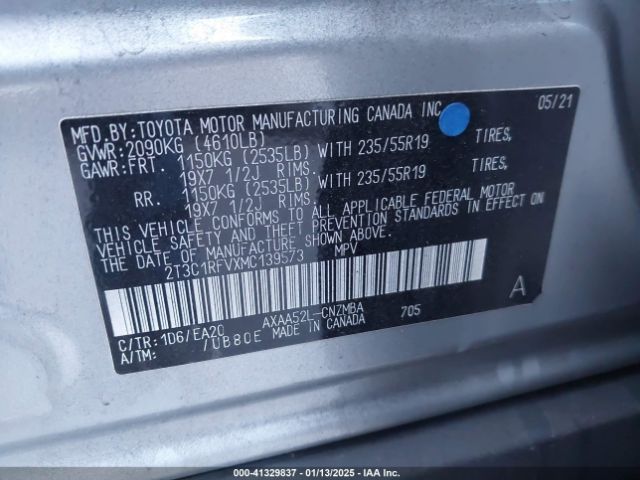 MFD.BY:TOYOTA MOTOR MANUFACTURING CANADA INC. 05/21
GVWR:2090KG (4610LB)
GAWR:FRT. 1150KG (2535LB) WITH 235/55R19 TIRES,
19X7 1/2J RIMS.
RR. 1150KG (2535LB) WITH 235/55R19 TIRES,
19X7 1/2J RIMS.
THIS VEHICLE CONFORMS TO ALL APPLICABLE FEDERAL MOTOR
VEHICLE SAFETY AND THEFT PREVENTION STANDARDS IN EFFECT ON
THE DATE OF MANUFACTURE SHOWN ABOVE.
2T3C1RFVXMC139573 MPV
A
C/TR:1D6/EA20 AXAA52L-CNZMBA 705
A/TM: /UB80E MADE IN CANADA
000-41329837 - 01/13/2025 - IAA Inc.